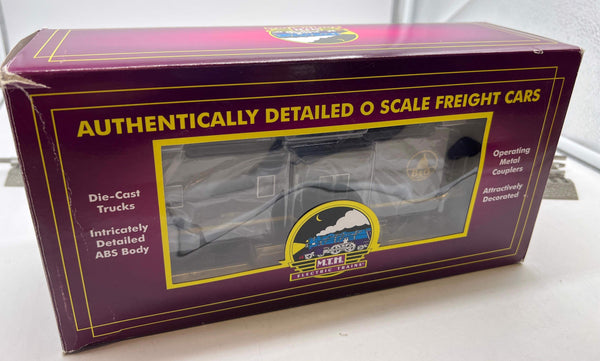 AUTHENTICALLY DETAILED O SCALE FREIGHT CARS
Die-Cast
Trucks
Intricately
Detailed
ABS Body
Operating
Metal
Couplers
Attractively
Decorated
B&O
M.T.H.
ELECTRIC TRAINS